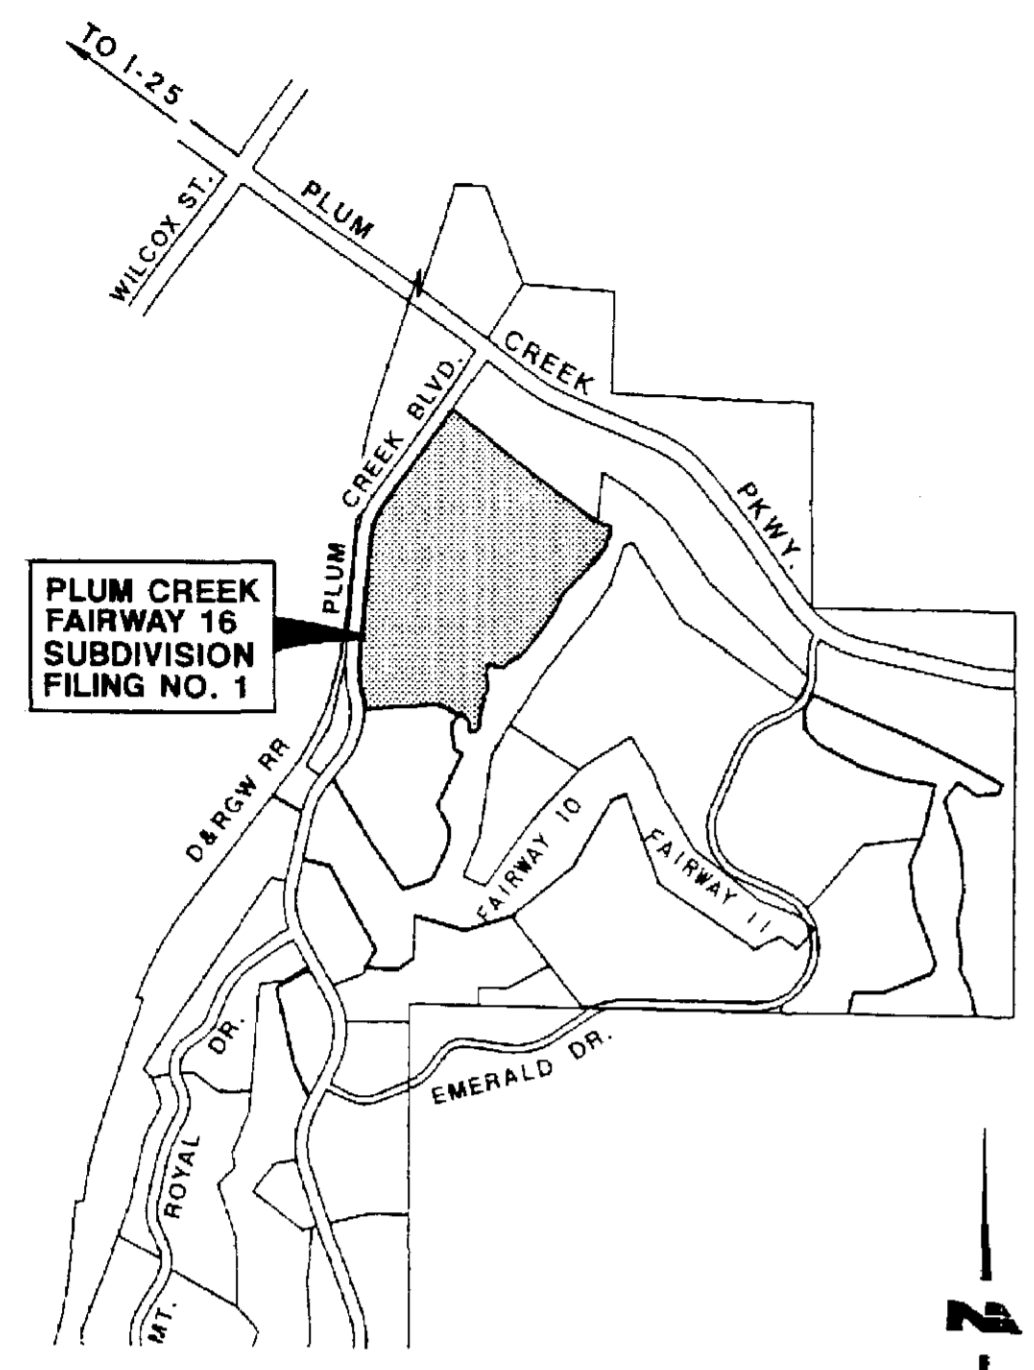 TO I-25
WILCOX ST.
PLUM
CREEK
PKWY.
CREEK BLVD.
PLUM
PLUM CREEK
FAIRWAY 16
SUBDIVISION
FILING NO. 1
D&RGW RR
FAIRWAY 10
FAIRWAY 11
DR.
EMERALD DR.
ROYAL
MT.
N